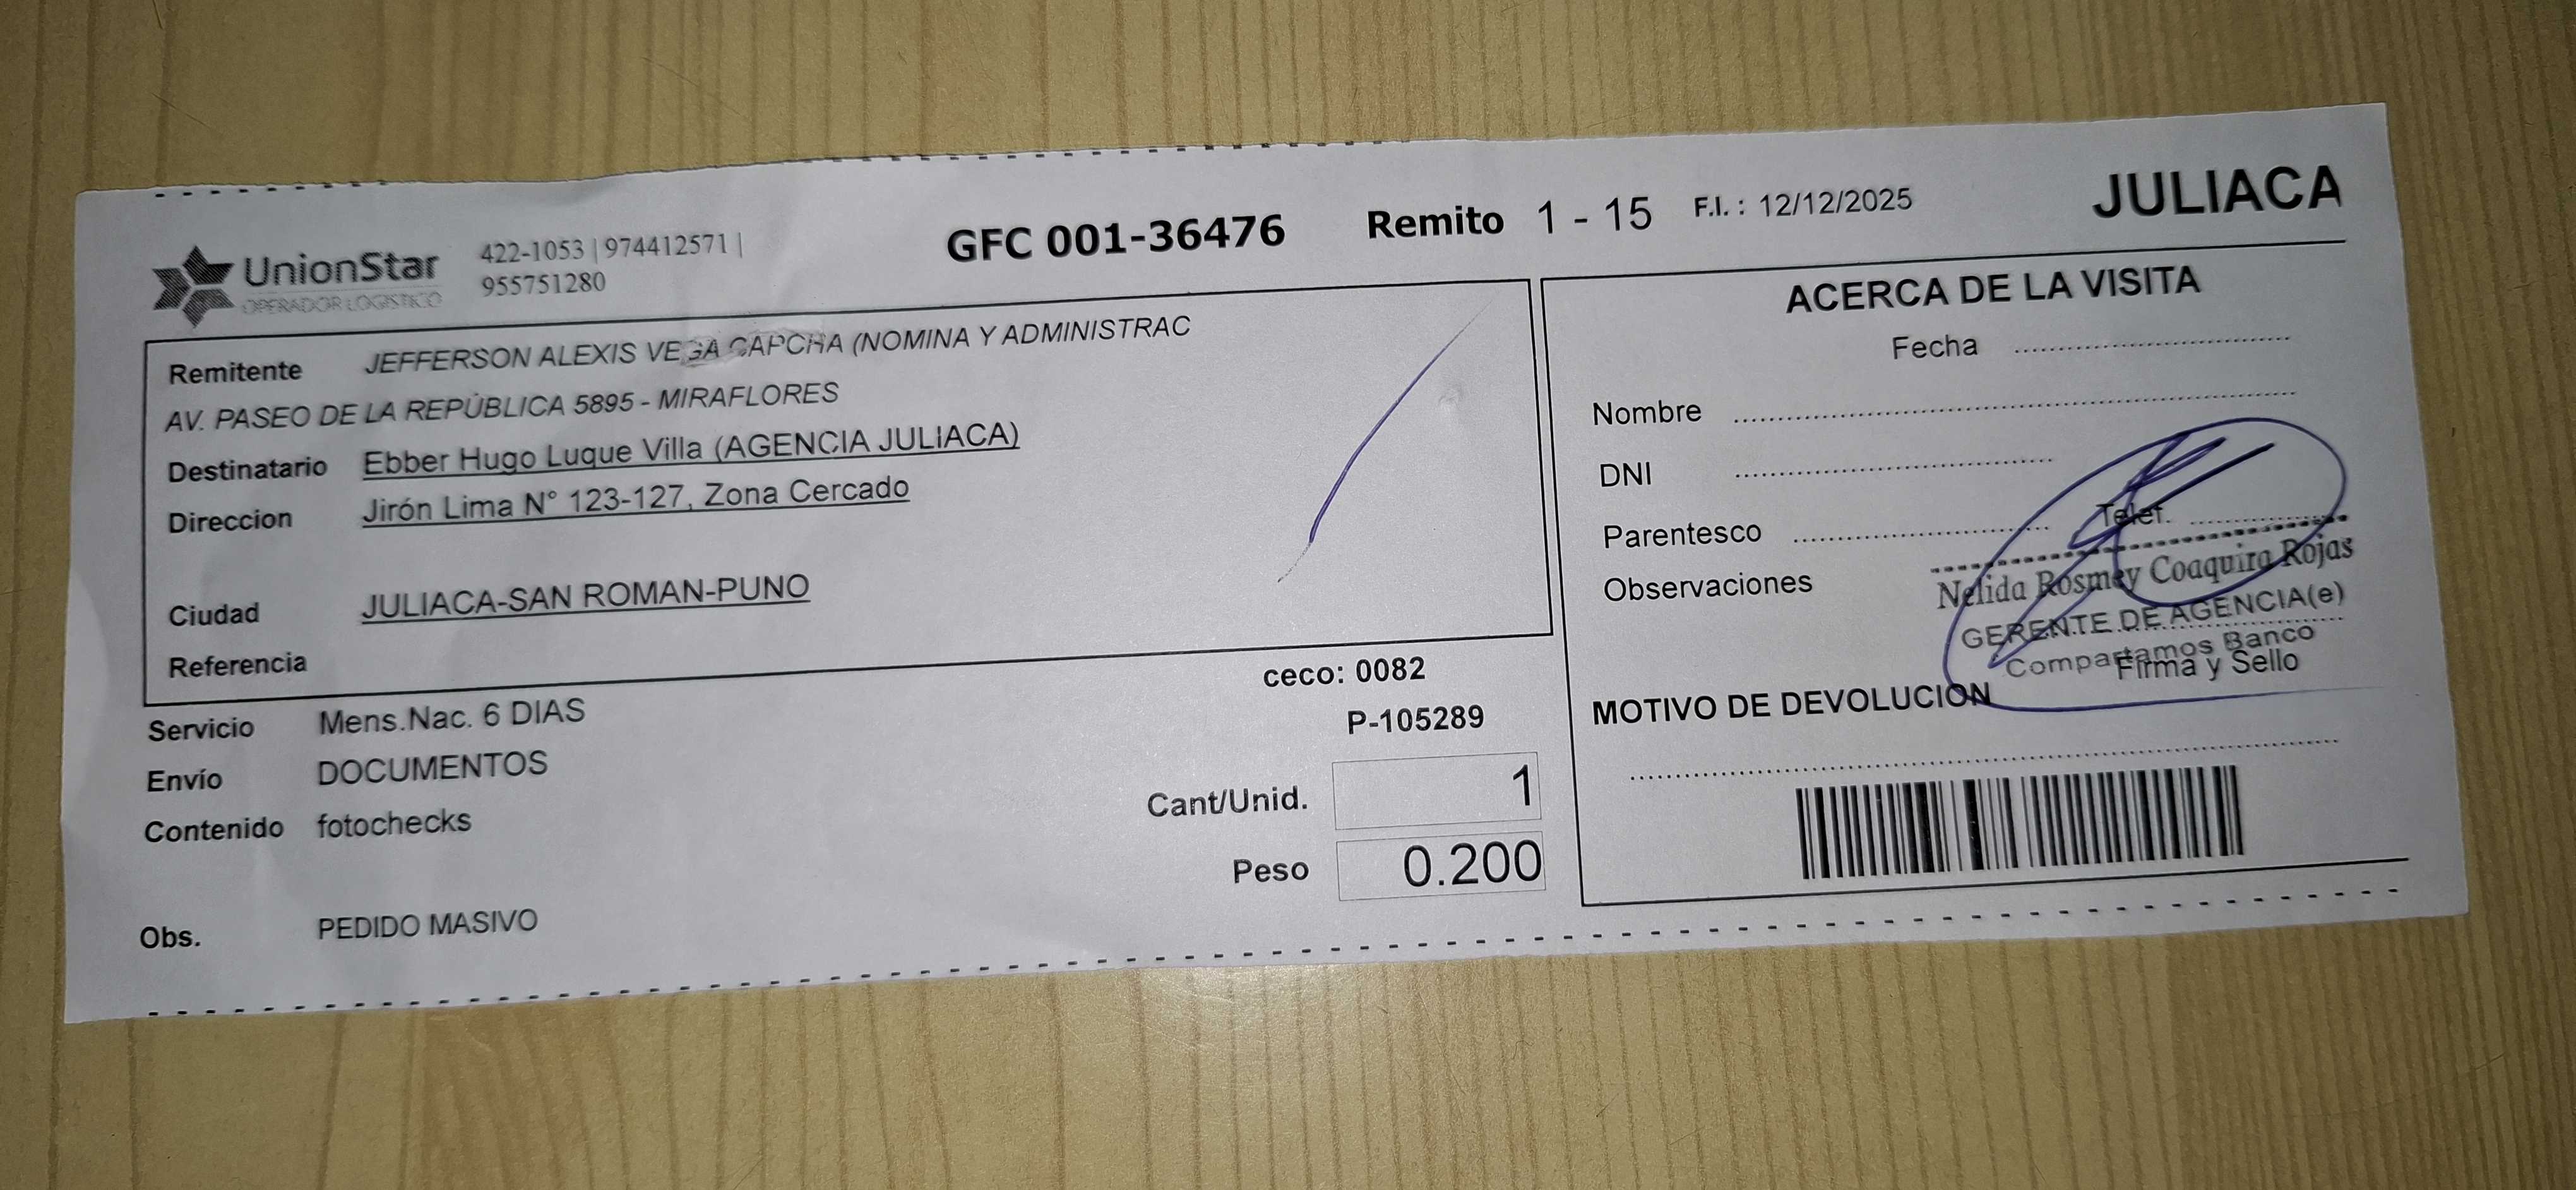 UnionStar
OPERADOR LOGISTICO
422-1053 | 974412571 |
955751280
GFC 001-36476 Remito 1 - 15 F.I. : 12/12/2025 JULIACA
Remitente JEFFERSON ALEXIS VEGA CAPCHA (NOMINA Y ADMINISTRAC
AV. PASEO DE LA REPÚBLICA 5895 - MIRAFLORES
Destinatario Ebber Hugo Luque Villa (AGENCIA JULIACA)
Direccion Jirón Lima N° 123-127, Zona Cercado
Ciudad JULIACA-SAN ROMAN-PUNO
Referencia
Servicio Mens.Nac. 6 DIAS
Envío DOCUMENTOS
Contenido fotochecks
Obs. PEDIDO MASIVO
ceco: 0082
P-105289
Cant/Unid. 1
Peso 0.200
ACERCA DE LA VISITA
Fecha
Nombre
DNI
Parentesco Telef.
Observaciones
Nelida Rosmey Coaquira Rojas
GERENTE DE AGENCIA(e)
Compartamos Banco
Firma y Sello
MOTIVO DE DEVOLUCION